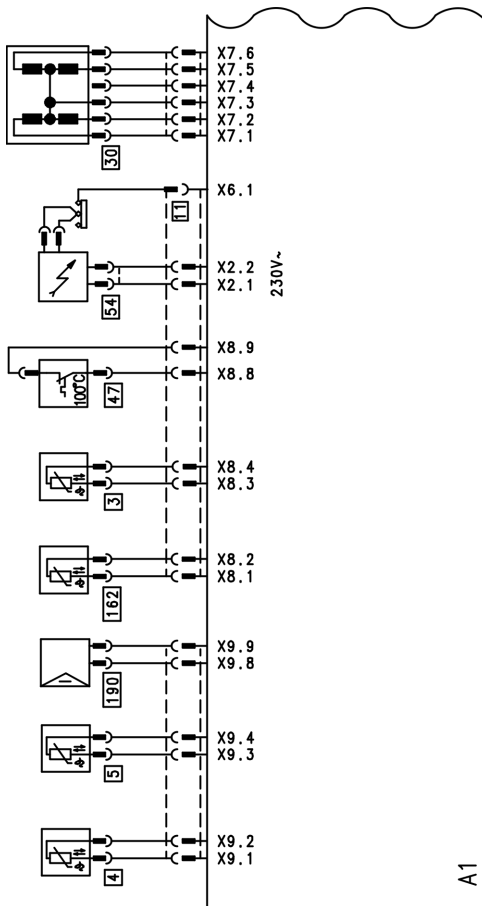 X7.6
X7.5
X7.4
X7.3
X7.2
X7.1
30
X6.1
11
X2.2
X2.1
230V~
54
X8.9
X8.8
100°C
47
X8.4
X8.3
3
X8.2
X8.1
162
X9.9
X9.8
190
X9.4
X9.3
5
X9.2
X9.1
4
A1